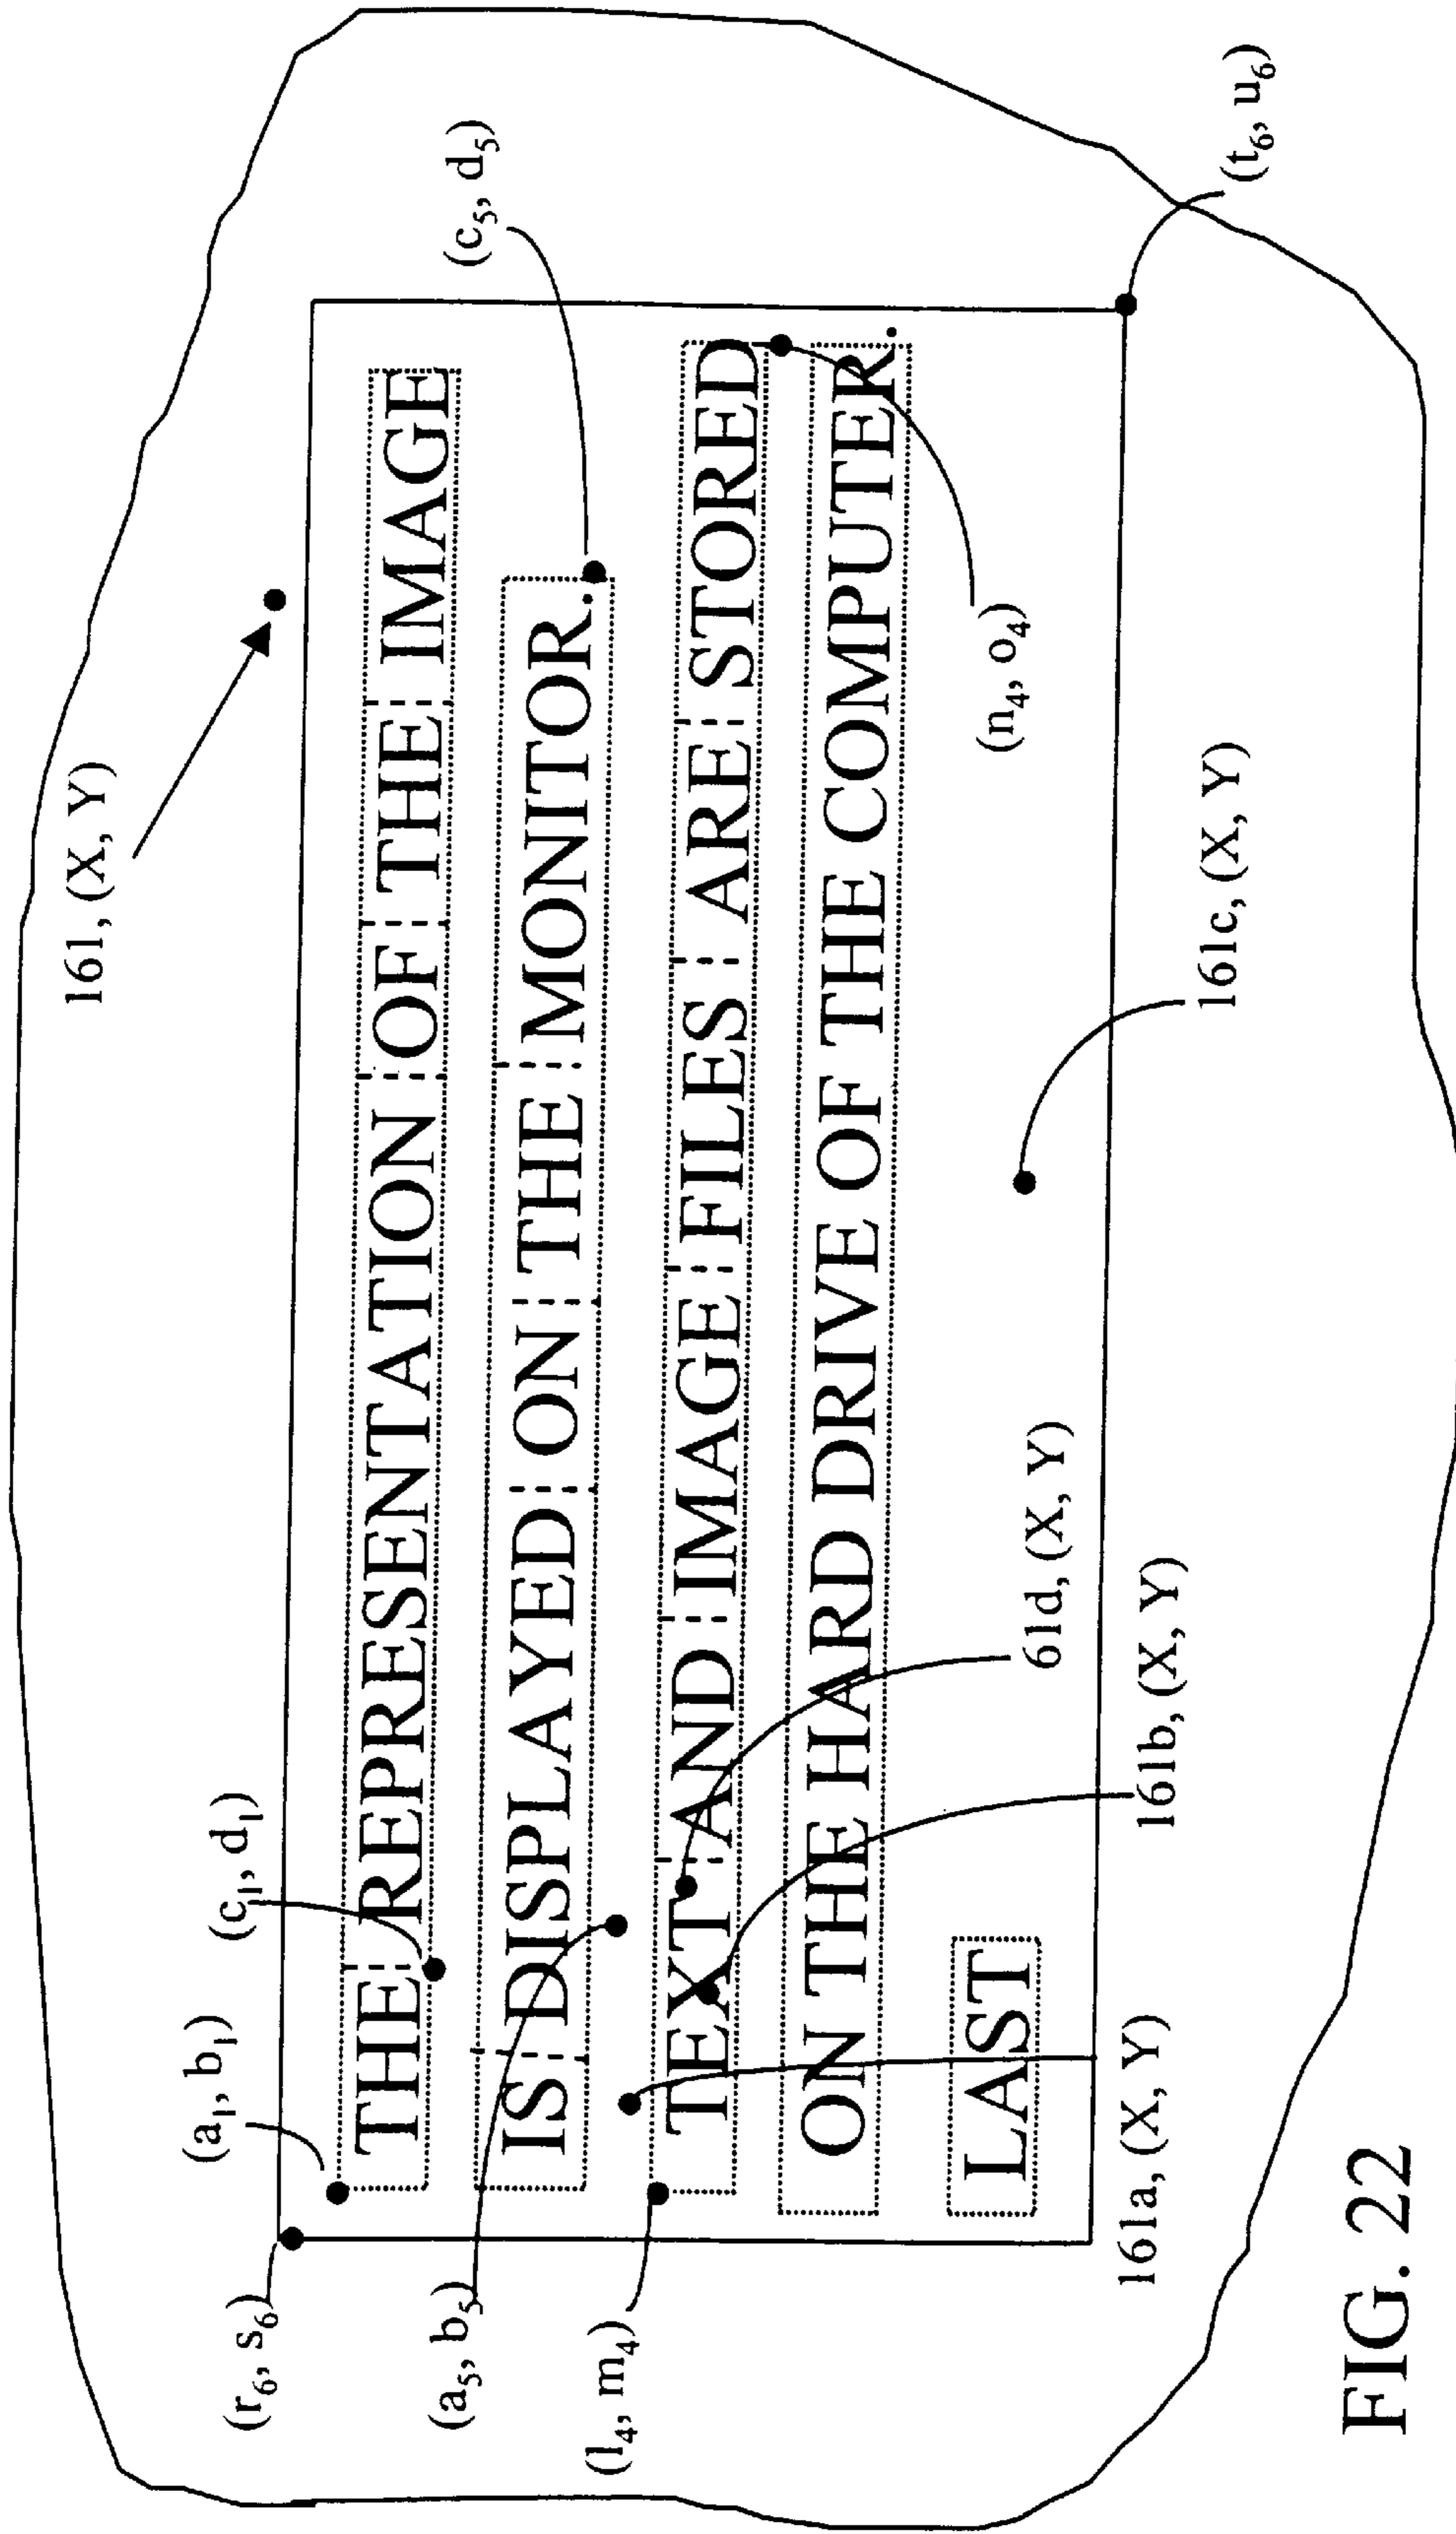 161, (X, Y)
(r₆, s₆)
(a₁, b₁)
(c₁, d₁)
THE REPRESENTATION OF THE IMAGE
(c₅, d₅)
IS DISPLAYED ON THE MONITOR.
(a₅, b₅)
TEXT AND IMAGE FILES ARE STORED
(l₄, m₄)
ON THE HARD DRIVE OF THE COMPUTER.
(n₄, o₄)
LAST
61d, (X, Y)
161a, (X, Y)
161b, (X, Y)
161c, (X, Y)
(t₆, u₆)
FIG. 22